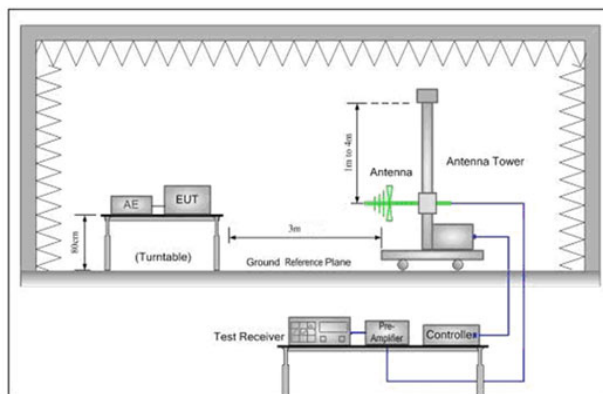 1m to 4m
Antenna
Antenna Tower
AE
EUT
80cm
(Turntable)
3m
Ground Reference Plane
Test Receiver
Pre-
Amplifier
Controller